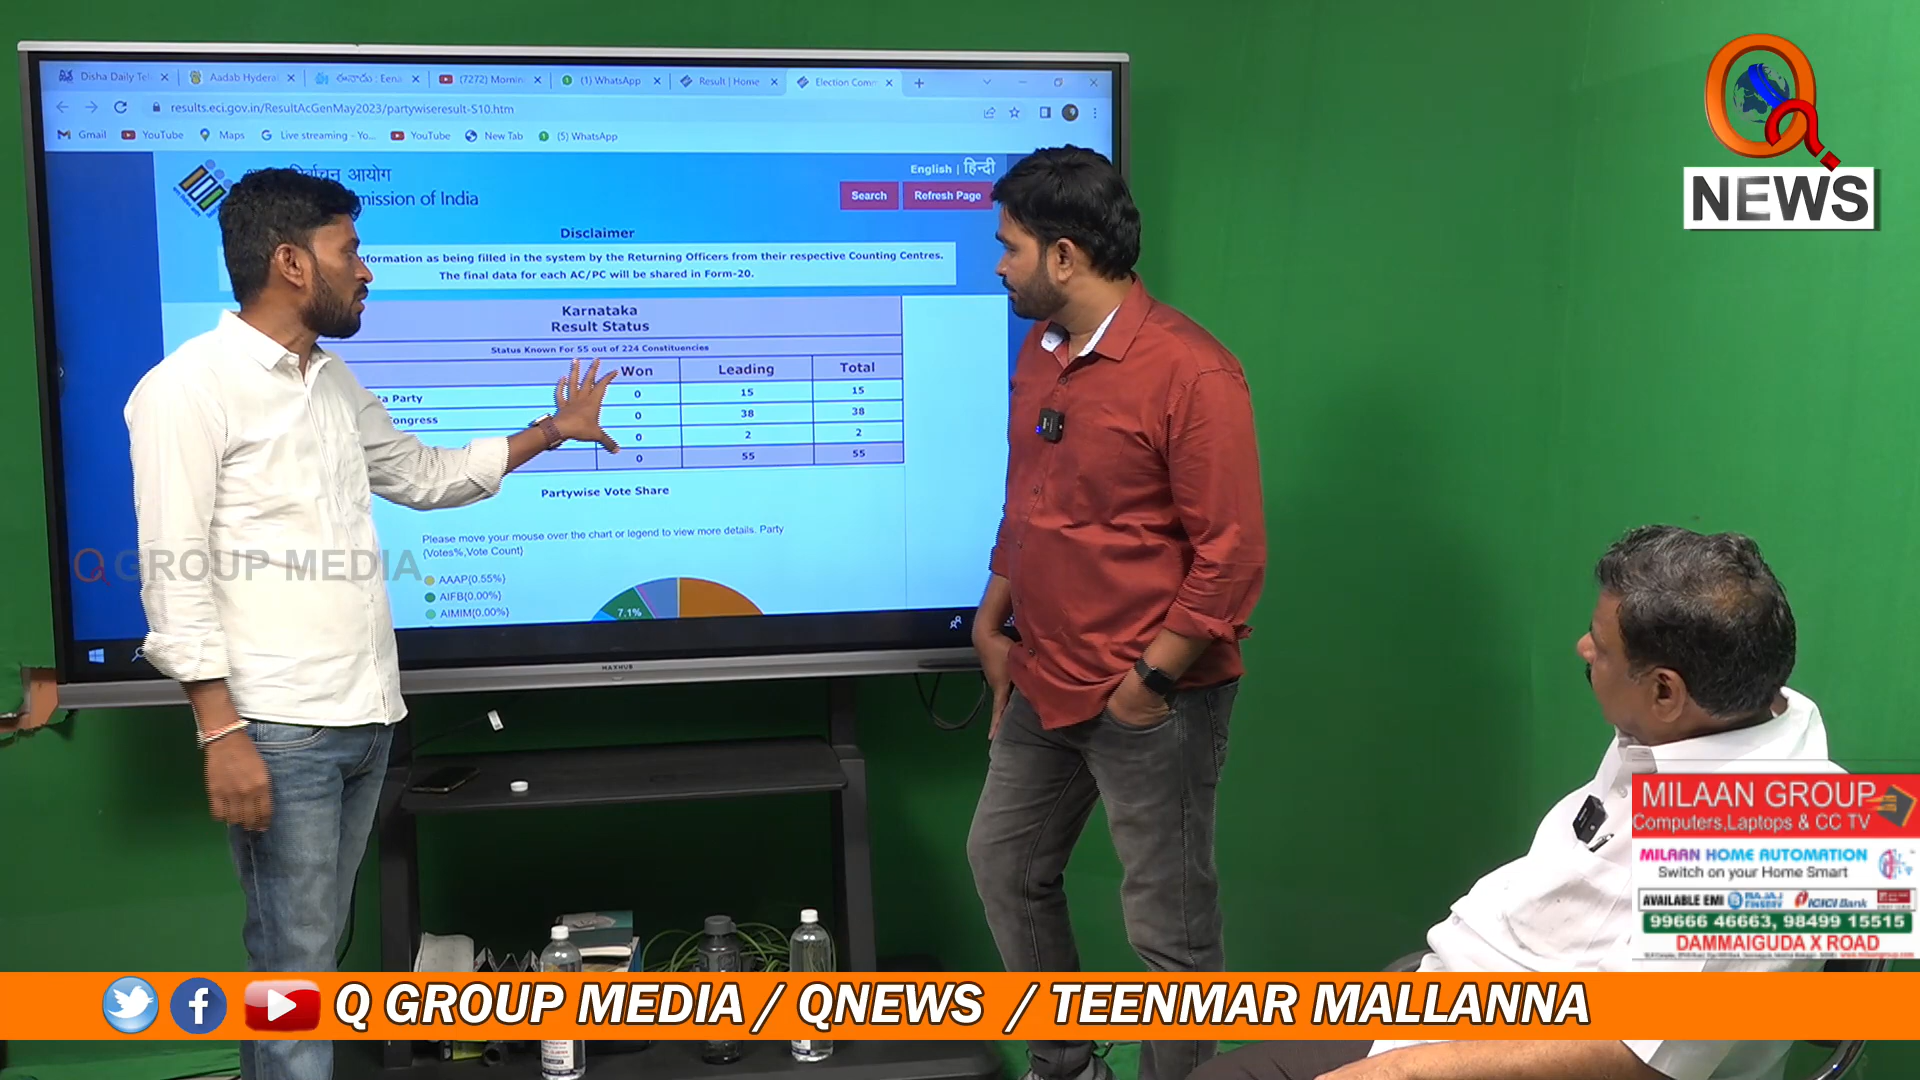 Disha Daily Tel
Aadab Hydera
ఈనాడు : Eena
(7272) Mornin
(1) WhatsApp
Result | Home
Election Comm
results.eci.gov.in/ResultAcGenMay2023/partywiseresult-S10.htm
Gmail
YouTube
Maps
Live streaming - Yo...
YouTube
New Tab
(5) WhatsApp
निर्वाचन आयोग
mission of India
English | हिन्दी
Search
Refresh Page
Disclaimer
nformation as being filled in the system by the Returning Officers from their respective Counting Centres.
The final data for each AC/PC will be shared in Form-20.
Karnataka
Result Status
Status Known For 55 out of 224 Constituencies
Won Leading Total
ta Party 0 15 15
Congress 0 38 38
0 2 2
0 55 55
Partywise Vote Share
Please move your mouse over the chart or legend to view more details. Party
{Votes%,Vote Count}
AAAP{0.55%}
AIFB{0.00%}
AIMIM{0.00%}
7.1%
MAXHUB
Q GROUP MEDIA
Q
NEWS
MILAAN GROUP
Computers,Laptops & CC TV
MILAAN HOME AUTOMATION
Switch on your Home Smart
AVAILABLE EMI BAJAJ FINSERV ICICI Bank
99666 46663, 98499 15515
DAMMAIGUDA X ROAD
Q GROUP MEDIA / QNEWS / TEENMAR MALLANNA